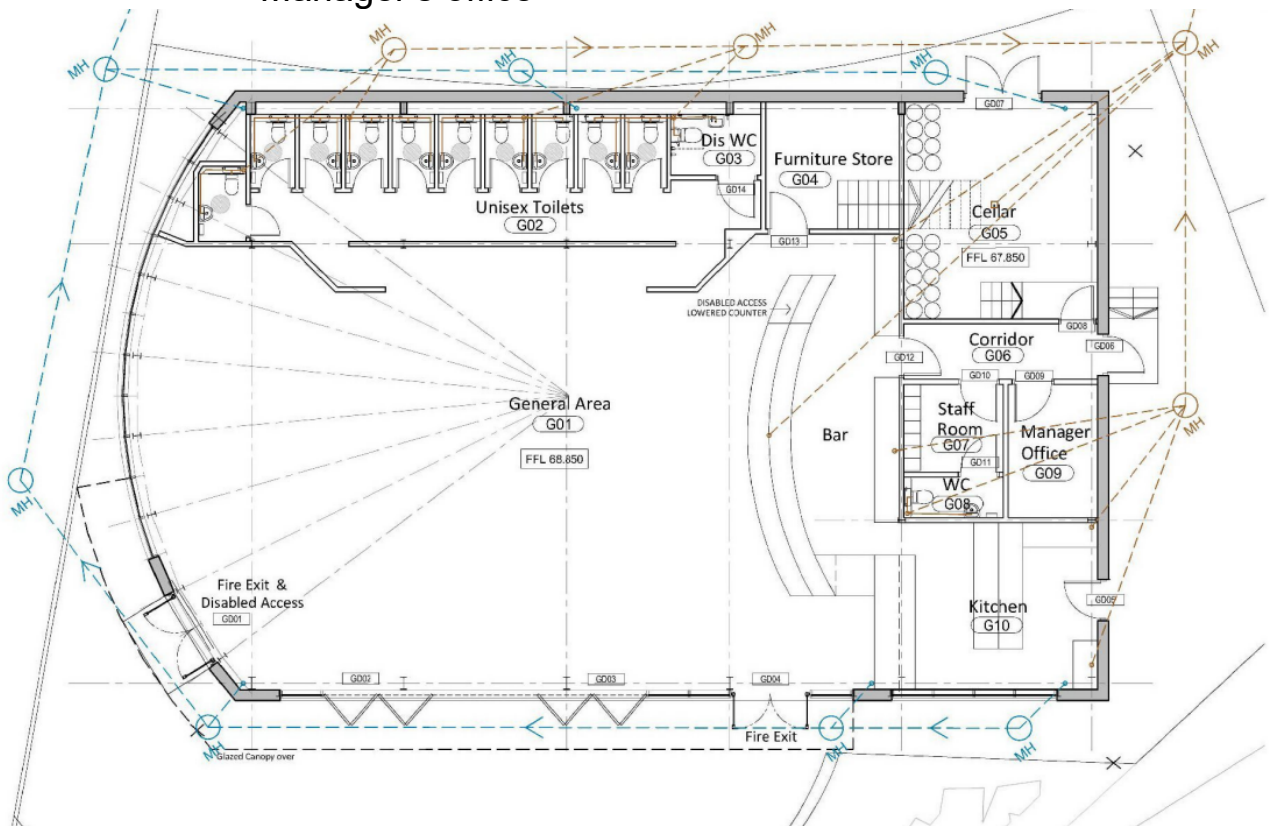 Manager's office
MH
MH
MH
MH
GD07
Dis WC
G03
Furniture Store
G04
GD14
Unisex Toilets
G02
GD13
Cellar
G05
FFL 67.850
DISABLED ACCESS
LOWERED COUNTER
GD08
Corridor
G06
GD06
GD12
GD10
GD09
General Area
G01
FFL 68.850
Bar
Staff
Room
G07
GD11
Manager
Office
G09
WC
G08
MH
MH
Fire Exit &
Disabled Access
GD01
Kitchen
G10
GD05
GD02
GD03
GD04
Fire Exit
MH
MH
MH
Glazed Canopy over